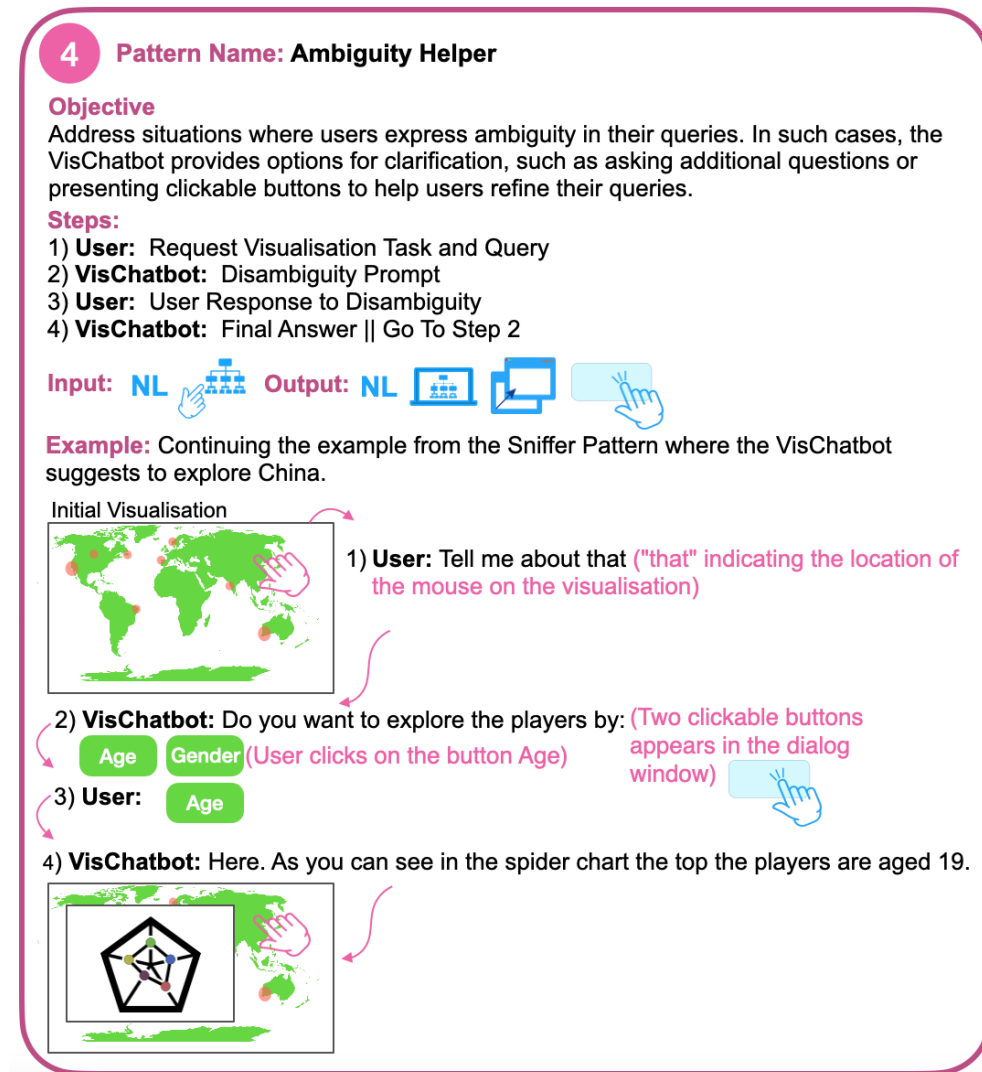 4 Pattern Name: Ambiguity Helper
Objective
Address situations where users express ambiguity in their queries. In such cases, the
VisChatbot provides options for clarification, such as asking additional questions or
presenting clickable buttons to help users refine their queries.
Steps:
1) User: Request Visualisation Task and Query
2) VisChatbot: Disambiguity Prompt
3) User: User Response to Disambiguity
4) VisChatbot: Final Answer || Go To Step 2
Input: NL Output: NL
Example: Continuing the example from the Sniffer Pattern where the VisChatbot
suggests to explore China.
Initial Visualisation
1) User: Tell me about that ("that" indicating the location of
the mouse on the visualisation)
2) VisChatbot: Do you want to explore the players by: (Two clickable buttons
appears in the dialog
window)
Age Gender (User clicks on the button Age)
3) User: Age
4) VisChatbot: Here. As you can see in the spider chart the top the players are aged 19.